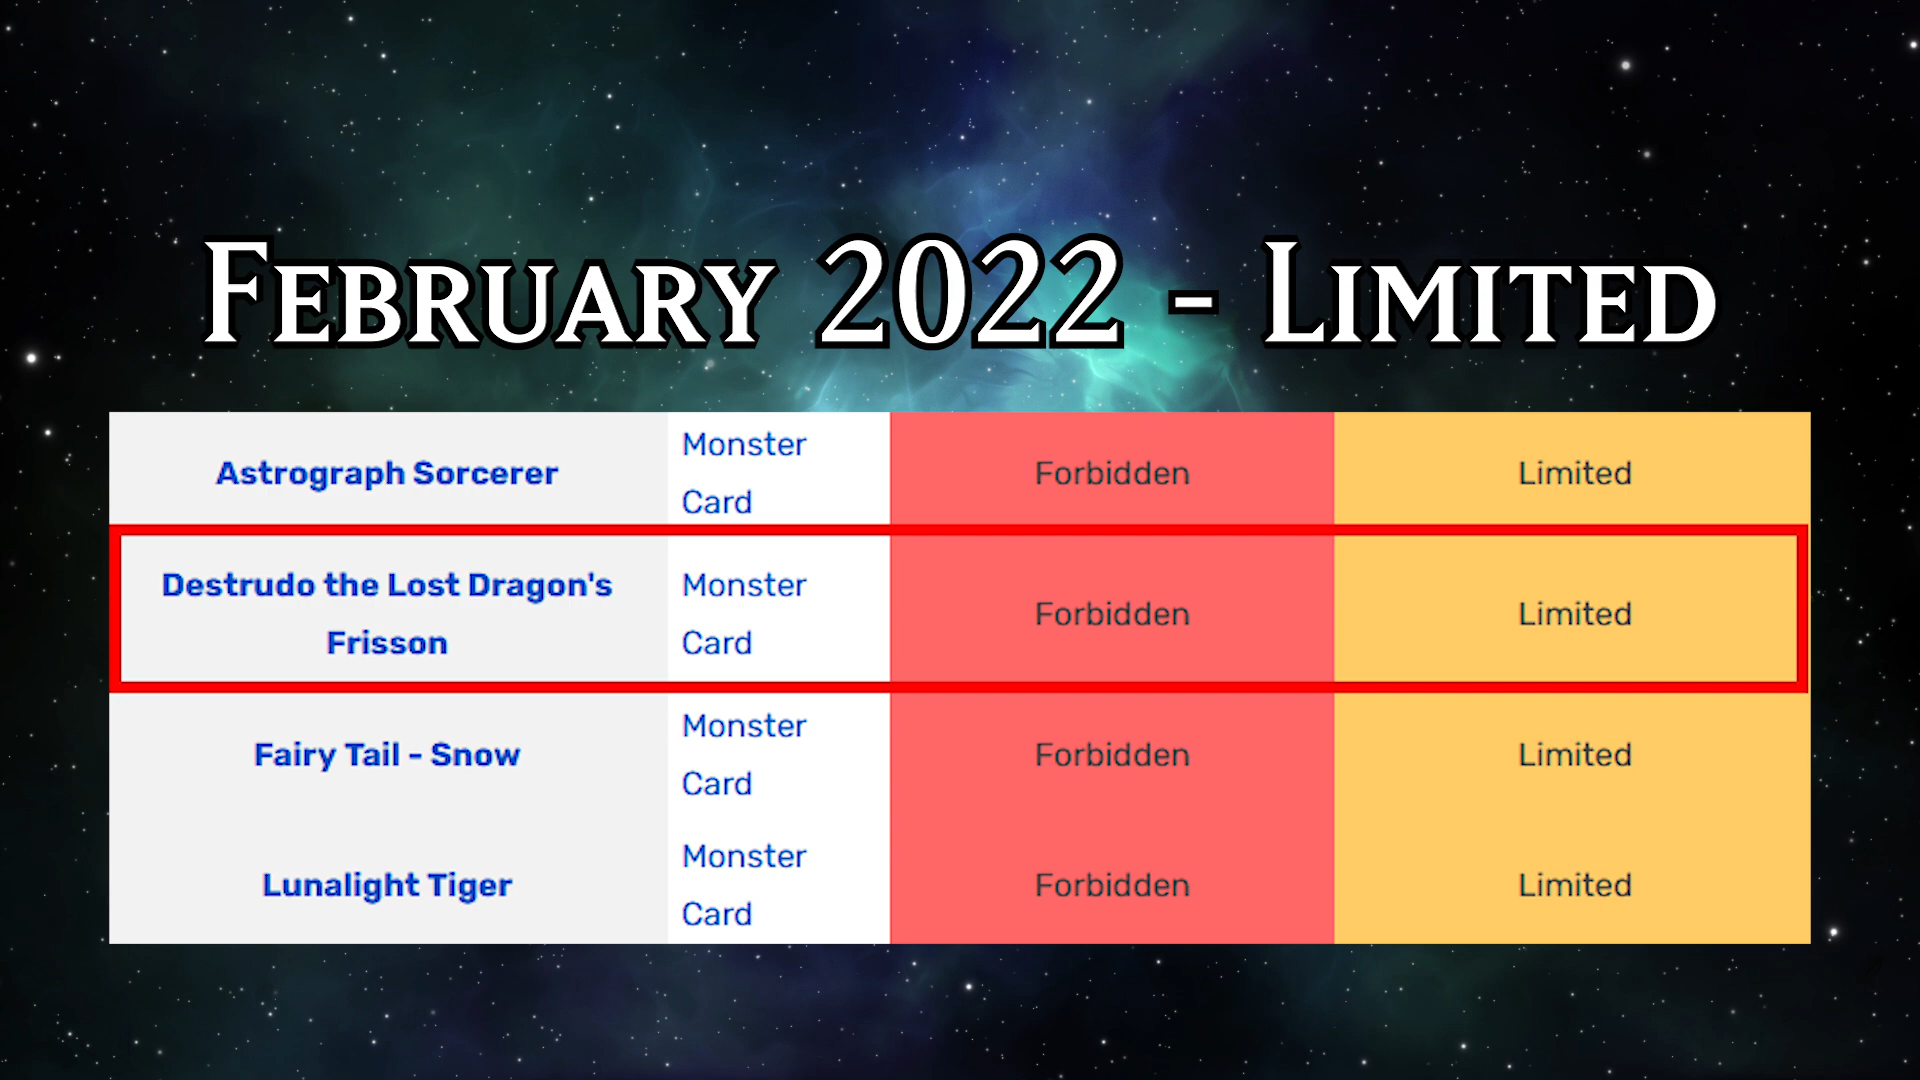 February 2022 - Limited
Astrograph Sorcerer
Monster
Card
Forbidden
Limited
Destrudo the Lost Dragon's
Frisson
Monster
Card
Forbidden
Limited
Fairy Tail - Snow
Monster
Card
Forbidden
Limited
Lunalight Tiger
Monster
Card
Forbidden
Limited